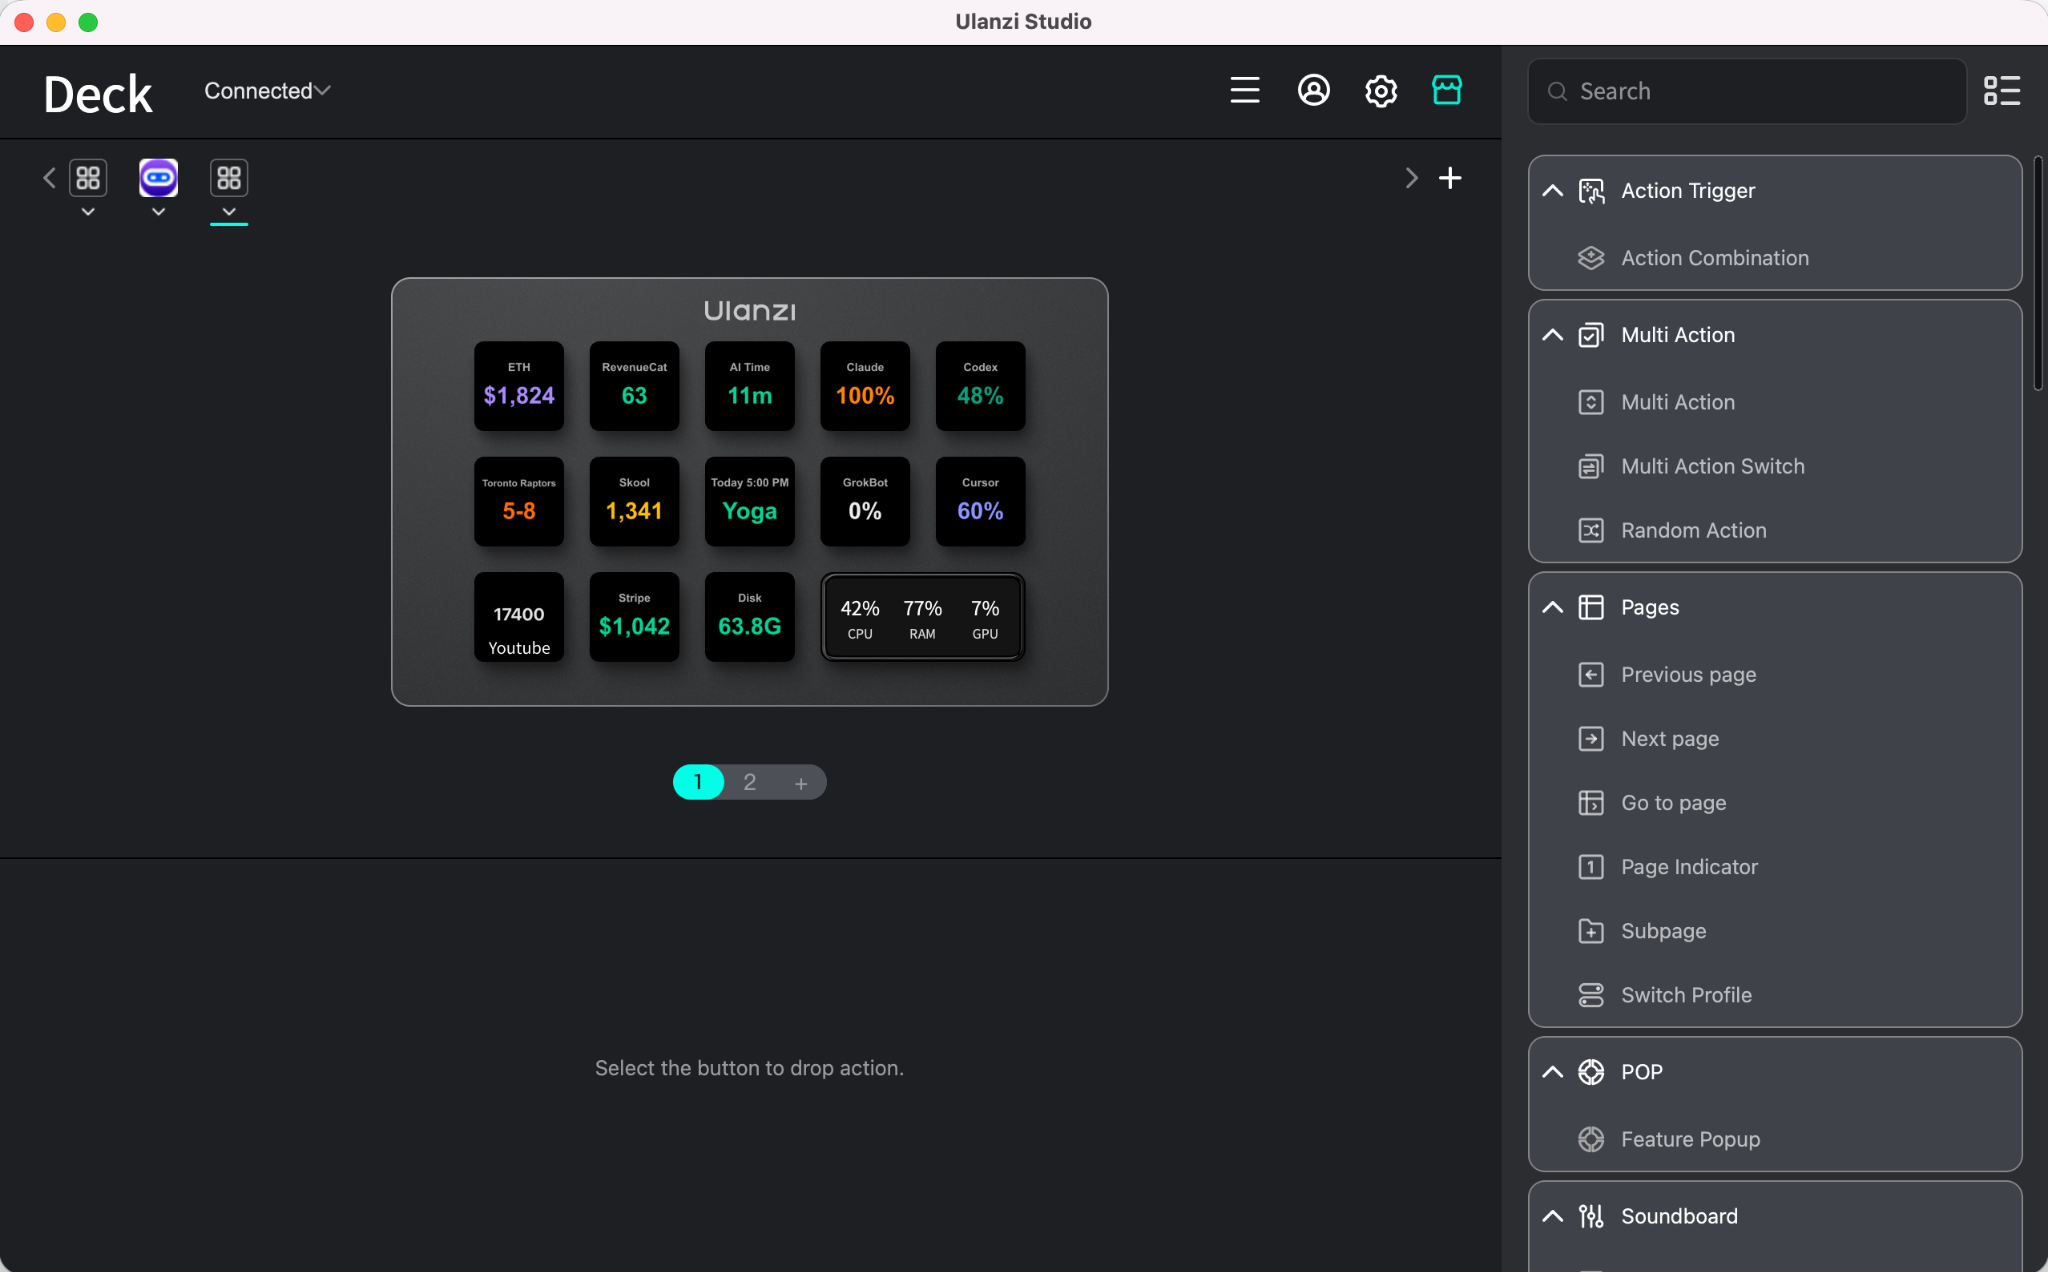 Ulanzi Studio
Deck
Connected
Search
Ulanzi
ETH
$1,824
RevenueCat
63
AI Time
11m
Claude
100%
Codex
48%
Toronto Raptors
5-8
Skool
1,341
Today 5:00 PM
Yoga
GrokBot
0%
Cursor
60%
17400
Youtube
Stripe
$1,042
Disk
63.8G
42% 77% 7%
CPU RAM GPU
1 2 +
Select the button to drop action.
Action Trigger
Action Combination
Multi Action
Multi Action
Multi Action Switch
Random Action
Pages
Previous page
Next page
Go to page
1 Page Indicator
Subpage
Switch Profile
POP
Feature Popup
Soundboard